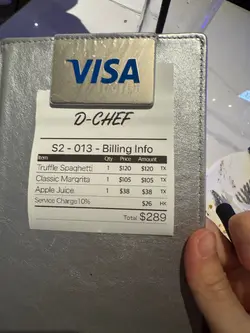 VISA
D-CHEF
S2 - 013 - Billing Info
Item Qty Price Amount
Truffle Spaghetti 1 $120 $120 TX
Classic Margrita 1 $105 $105 TX
Apple Juice 1 $38 $38 TX
Service Charge10% $26 HX
Total: $289